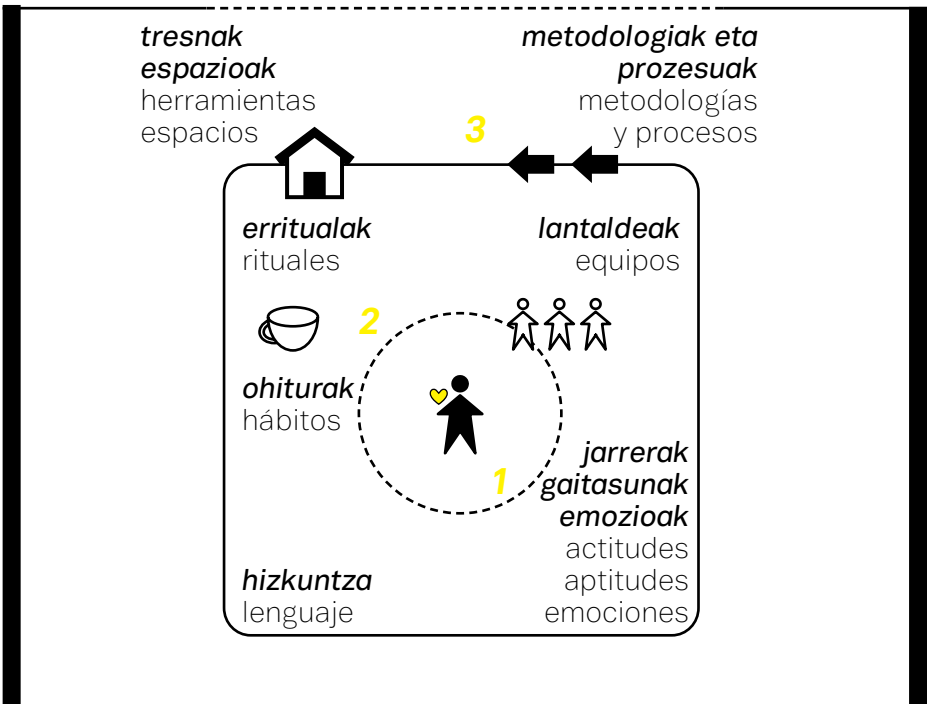 tresnak
espazioak
herramientas
espacios
metodologiak eta
prozesuak
metodologías
y procesos
3
erritualak
rituales
lantaldeak
equipos
2
ohiturak
hábitos
1
jarrerak
gaitasunak
emozioak
actitudes
aptitudes
emociones
hizkuntza
lenguaje